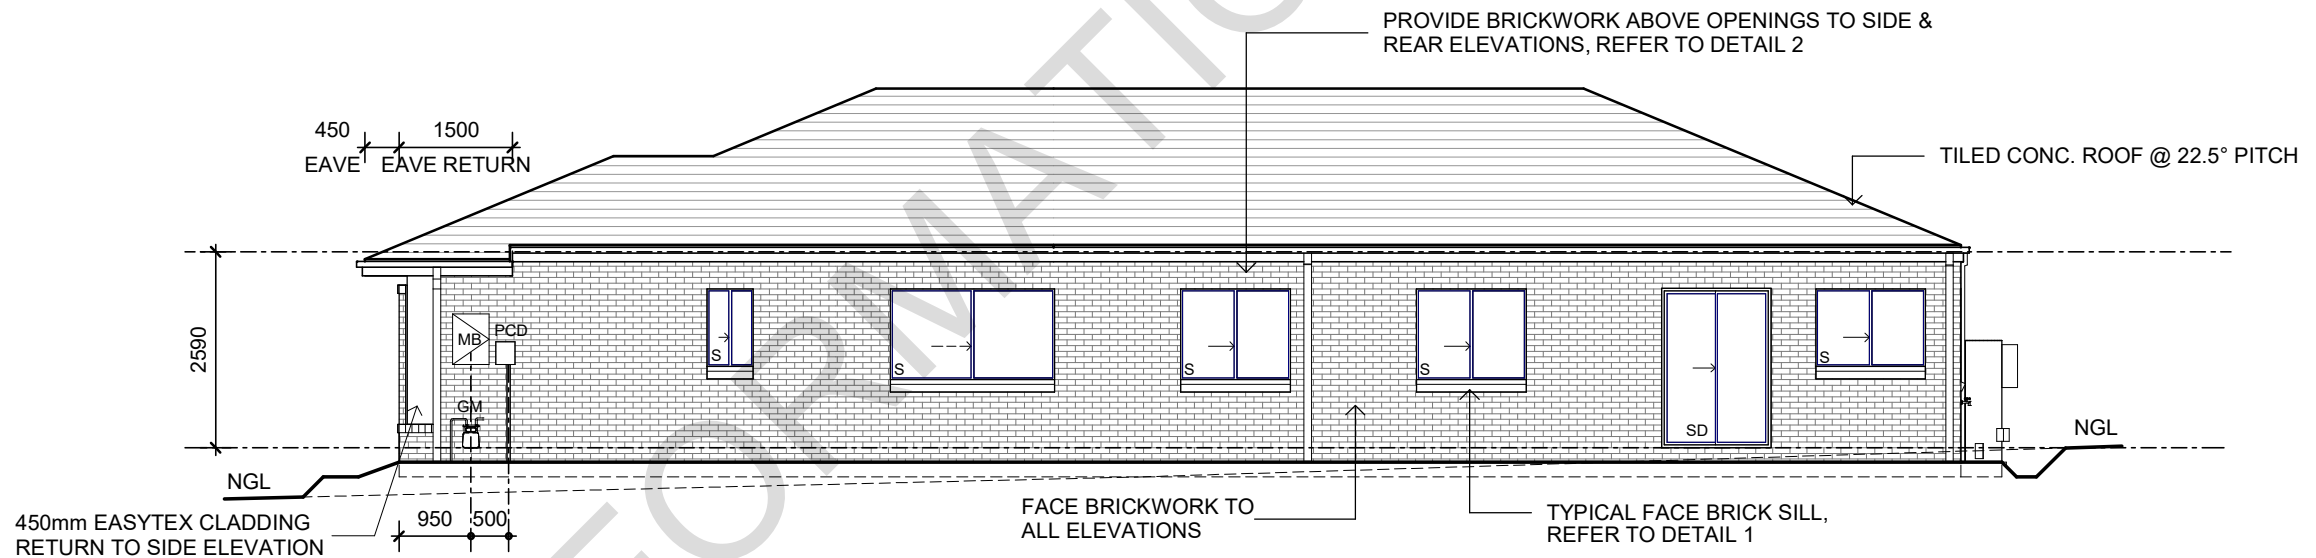 PROVIDE BRICKWORK ABOVE OPENINGS TO SIDE &
REAR ELEVATIONS, REFER TO DETAIL 2
450 1500
EAVE EAVE RETURN
TILED CONC. ROOF @ 22.5° PITCH
2590
MB PCD
GM
S
S
S
S
SD
S
NGL
NGL
450mm EASYTEX CLADDING
RETURN TO SIDE ELEVATION
950 500
FACE BRICKWORK TO
ALL ELEVATIONS
TYPICAL FACE BRICK SILL,
REFER TO DETAIL 1
FORMATIO